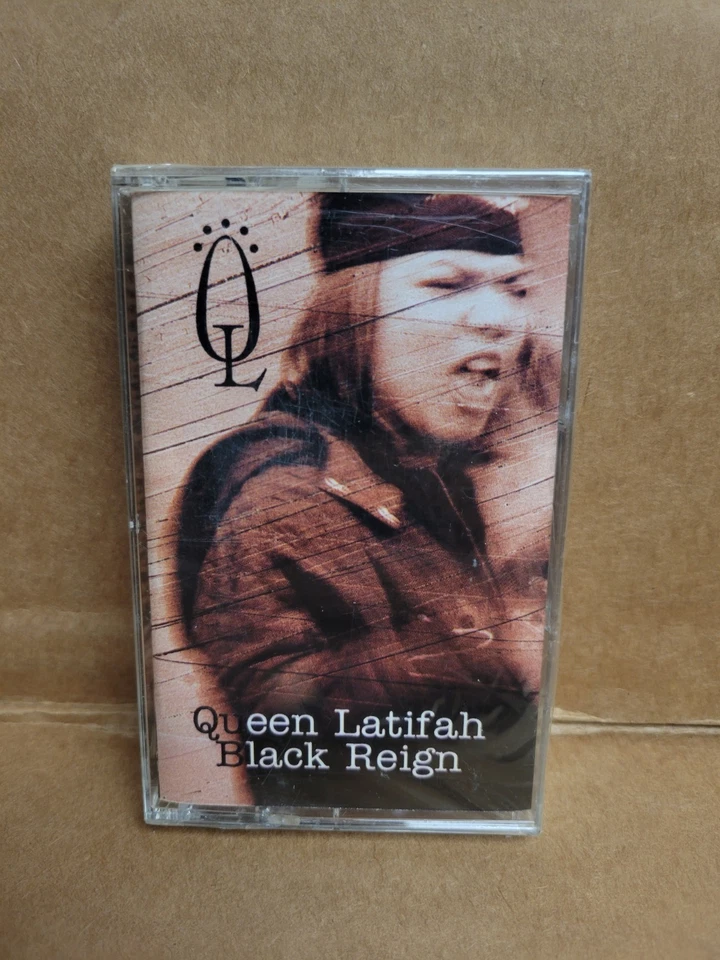 QL
Queen Latifah
Black Reign